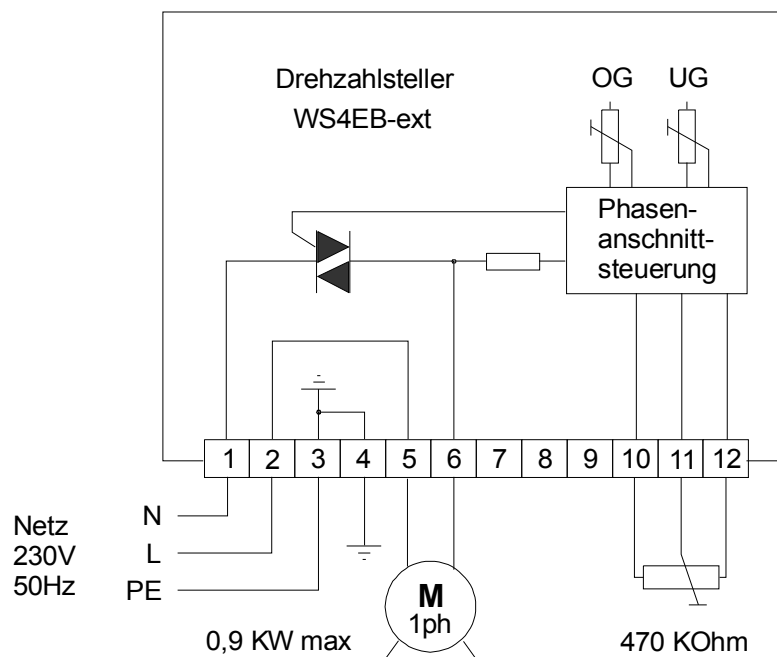 Drehzahlsteller
WS4EB-ext
OG UG
Phasen-
anschnitt-
steuerung
1 2 3 4 5 6 7 8 9 10 11 12
Netz
230V
50Hz
N
L
PE
M
1ph
0,9 KW max
470 KOhm